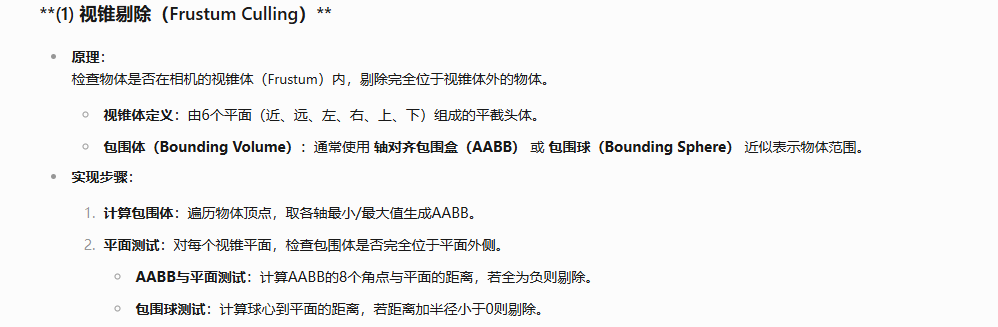 **(1) 视锥剔除（Frustum Culling）**
原理：
检查物体是否在相机的视锥体（Frustum）内，剔除完全位于视锥体外的物体。
视锥体定义：由6个平面（近、远、左、右、上、下）组成的平截头体。
包围体（Bounding Volume）：通常使用 轴对齐包围盒（AABB） 或 包围球（Bounding Sphere） 近似表示物体范围。
实现步骤：
1. 计算包围体：遍历物体顶点，取各轴最小/最大值生成AABB。
2. 平面测试：对每个视锥平面，检查包围体是否完全位于平面外侧。
AABB与平面测试：计算AABB的8个角点与平面的距离，若全为负则剔除。
包围球测试：计算球心到平面的距离，若距离加半径小于0则剔除。